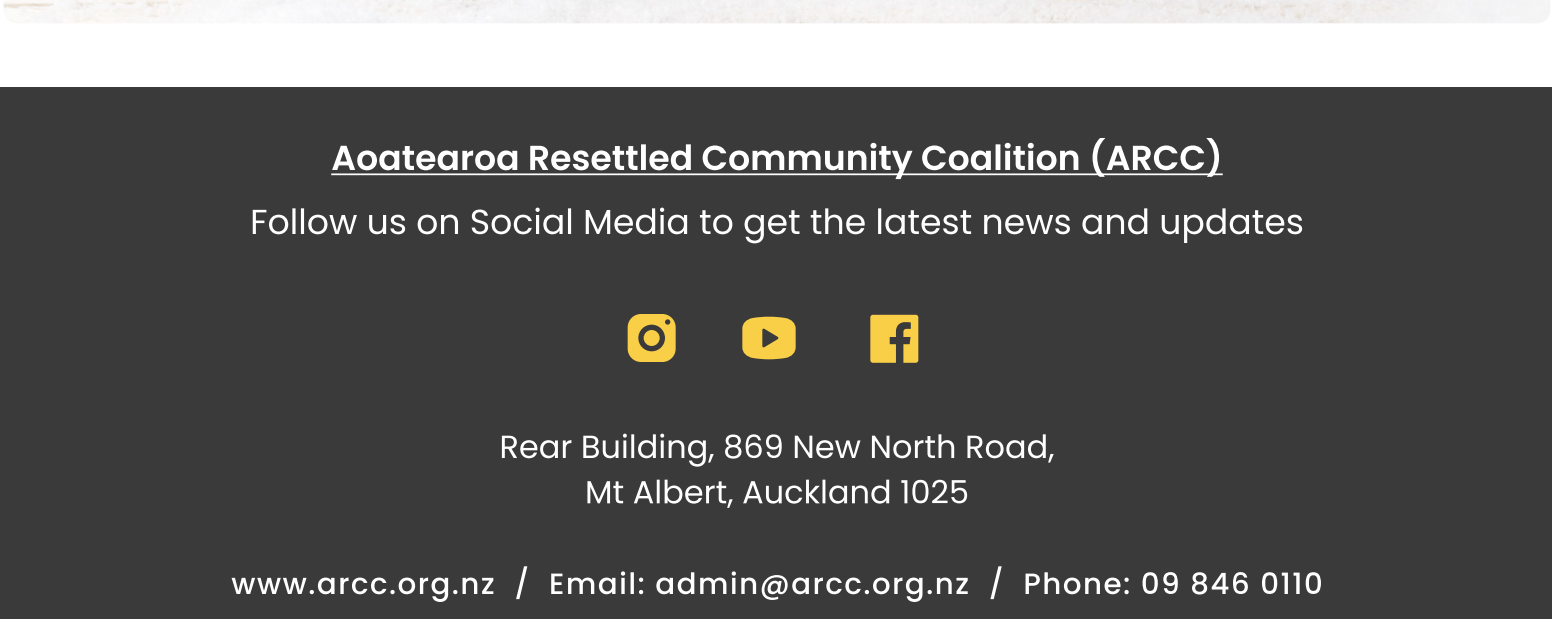 Aoatearoa Resettled Community Coalition (ARCC)
Follow us on Social Media to get the latest news and updates
Rear Building, 869 New North Road,
Mt Albert, Auckland 1025
www.arcc.org.nz / Email: admin@arcc.org.nz / Phone: 09 846 0110